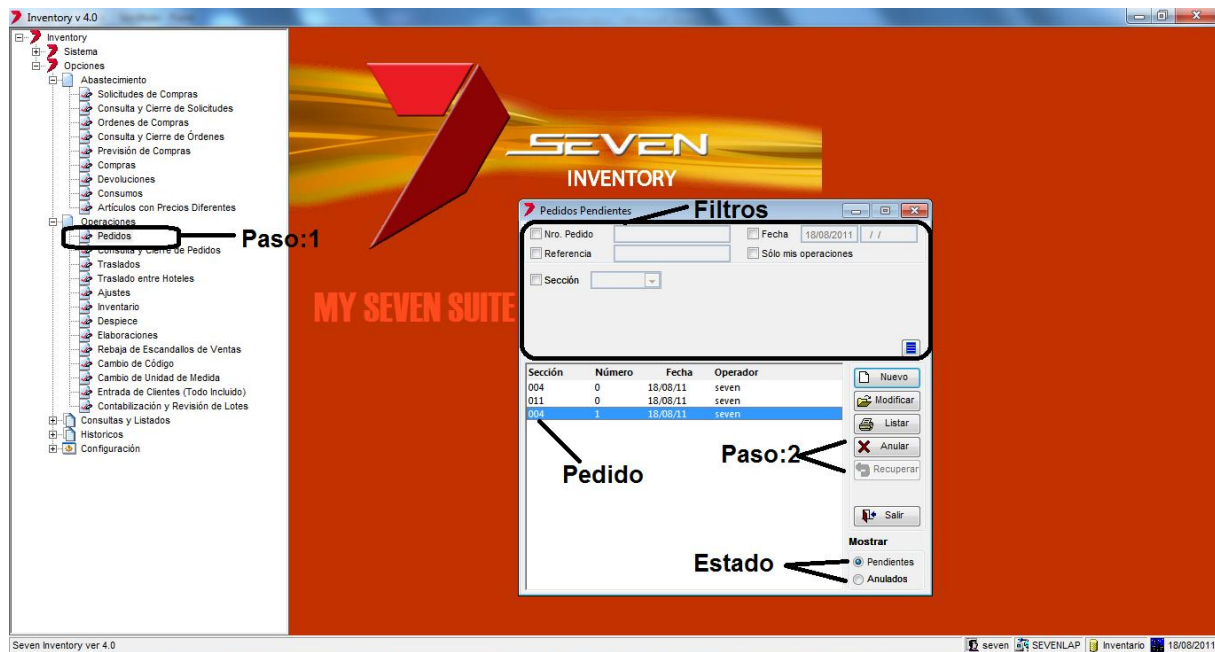 Inventory v 4.0
Inventory
Sistema
Opciones
Abastecimiento
Solicitudes de Compras
Consulta y Cierre de Solicitudes
Ordenes de Compras
Consulta y Cierre de Órdenes
Previsión de Compras
Compras
Devoluciones
Consumos
Artículos con Precios Diferentes
Operaciones
Pedidos
Consulta y Cierre de Pedidos
Traslados
Traslado entre Hoteles
Ajustes
Inventario
Despiece
Elaboraciones
Rebaja de Escandallos de Ventas
Cambio de Código
Cambio de Unidad de Medida
Entrada de Clientes (Todo Incluido)
Contabilización y Revisión de Lotes
Consultas y Listados
Historicos
Configuración
Paso:1
SEVEN
INVENTORY
MY SEVEN SUITE
Pedidos Pendientes
Filtros
Nro. Pedido Fecha 18/08/2011 / /
Referencia Sólo mis operaciones
Sección
Sección Número Fecha Operador
004 0 18/08/11 seven
011 0 18/08/11 seven
004 1 18/08/11 seven
Pedido
Nuevo
Modificar
Listar
Anular
Recuperar
Paso:2
Salir
Mostrar
Estado
Pendientes
Anulados
Seven Inventory ver 4.0 seven SEVENLAP Inventario 18/08/2011